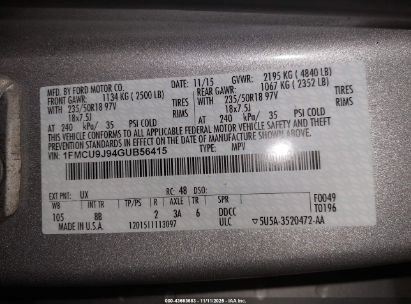 MFD. BY FORD MOTOR CO.
DATE: 11/15 GVWR: 2195 KG ( 4840 LB)
FRONT GAWR: 1134 KG ( 2500 LB) REAR GAWR: 1067 KG ( 2352 LB)
WITH 235/50R18 97V TIRES WITH 235/50R18 97V TIRES
18x7.5J RIMS 18x7.5J RIMS
AT 240 kPa/ 35 PSI COLD AT 240 kPa/ 35 PSI COLD
THIS VEHICLE CONFORMS TO ALL APPLICABLE FEDERAL MOTOR VEHICLE SAFETY AND THEFT
PREVENTION STANDARDS IN EFFECT ON THE DATE OF MANUFACTURE SHOWN ABOVE.
VIN: 1FMCU9J94GUB56415 TYPE: MPV
EXT PNT: UX RC: 48 DSO:
WB INT TR TP/PS R AXLE TR SPR F0049
105 8B 2 3A 6 DDCC T0196
MADE IN U.S.A. 1201511113097 ULC ▽5U5A-3520472-AA
43663663 - 11/11/2025 - IAA